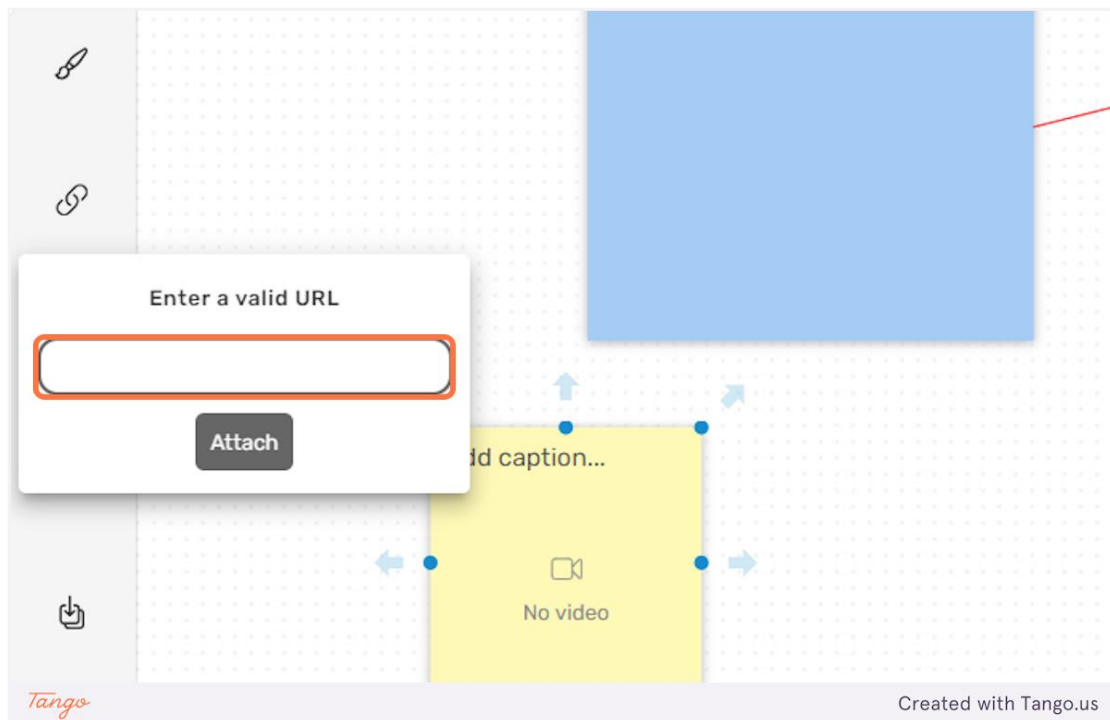 Enter a valid URL
Attach
dd caption...
No video
Tango
Created with Tango.us